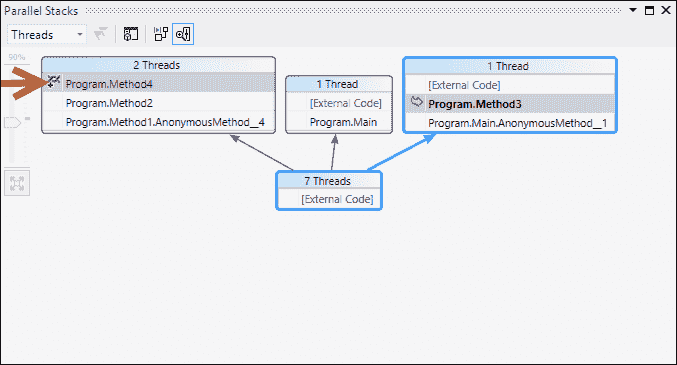 Parallel Stacks
Threads
90%
2 Threads
Program.Method4
Program.Method2
Program.Method1.AnonymousMethod__4
1 Thread
[External Code]
Program.Main
1 Thread
[External Code]
Program.Method3
Program.Main.AnonymousMethod__1
7 Threads
[External Code]